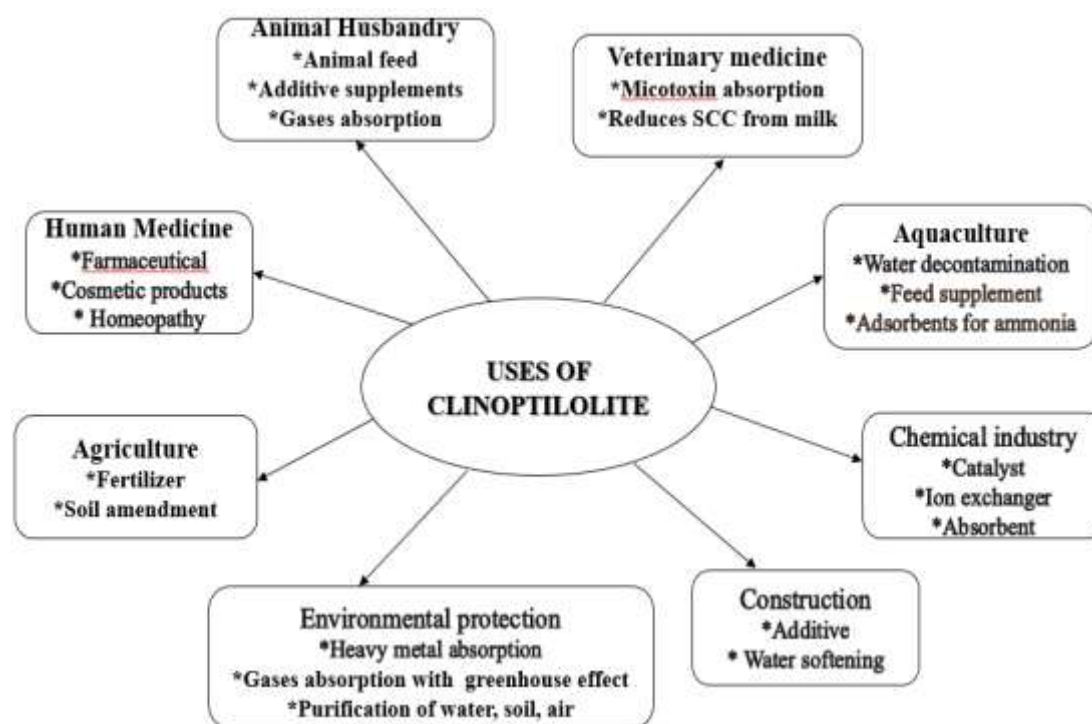 Animal Husbandry
*Animal feed
*Additive supplements
*Gases absorption
Veterinary medicine
*Micotoxin absorption
*Reduces SCC from milk
Human Medicine
*Farmaceutical
*Cosmetic products
* Homeopathy
Aquaculture
*Water decontamination
*Feed supplement
*Adsorbents for ammonia
USES OF
CLINOPTILOLITE
Agriculture
*Fertilizer
*Soil amendment
Chemical industry
*Catalyst
*Ion exchanger
*Absorbent
Environmental protection
*Heavy metal absorption
*Gases absorption with greenhouse effect
*Purification of water, soil, air
Construction
*Additive
* Water softening